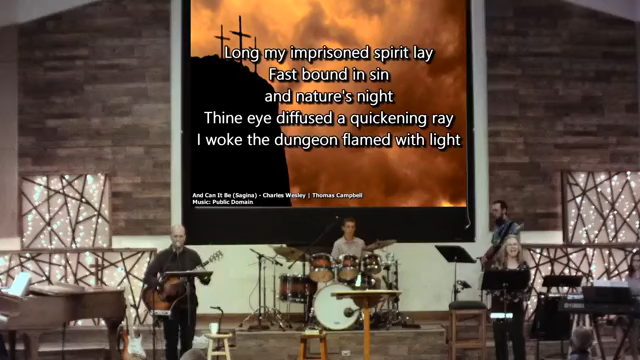 Long my imprisoned spirit lay
Fast bound in sin
and nature's night
Thine eye diffused a quickening ray
I woke the dungeon flamed with light
And Can It Be (Sagina) - Charles Wesley | Thomas Campbell
Music: Public Domain